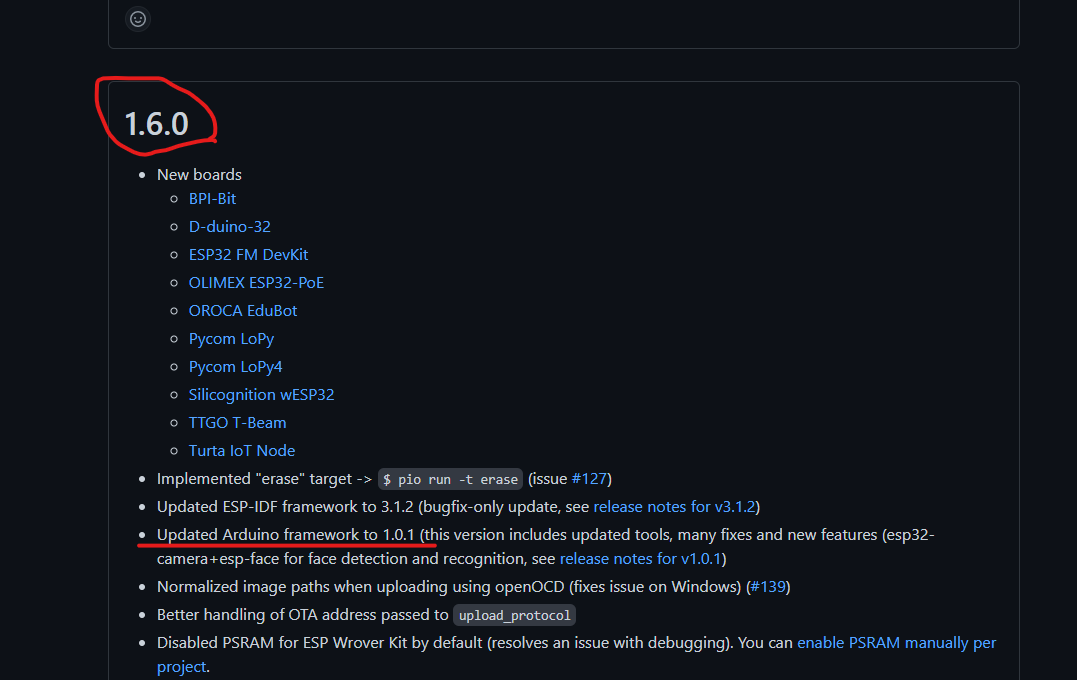 1.6.0
New boards
BPI-Bit
D-duino-32
ESP32 FM DevKit
OLIMEX ESP32-PoE
OROCA EduBot
Pycom LoPy
Pycom LoPy4
Silicognition wESP32
TTGO T-Beam
Turta IoT Node
Implemented "erase" target -> $ pio run -t erase (issue #127)
Updated ESP-IDF framework to 3.1.2 (bugfix-only update, see release notes for v3.1.2)
Updated Arduino framework to 1.0.1 (this version includes updated tools, many fixes and new features (esp32-
camera+esp-face for face detection and recognition, see release notes for v1.0.1)
Normalized image paths when uploading using openOCD (fixes issue on Windows) (#139)
Better handling of OTA address passed to upload_protocol
Disabled PSRAM for ESP Wrover Kit by default (resolves an issue with debugging). You can enable PSRAM manually per
project.